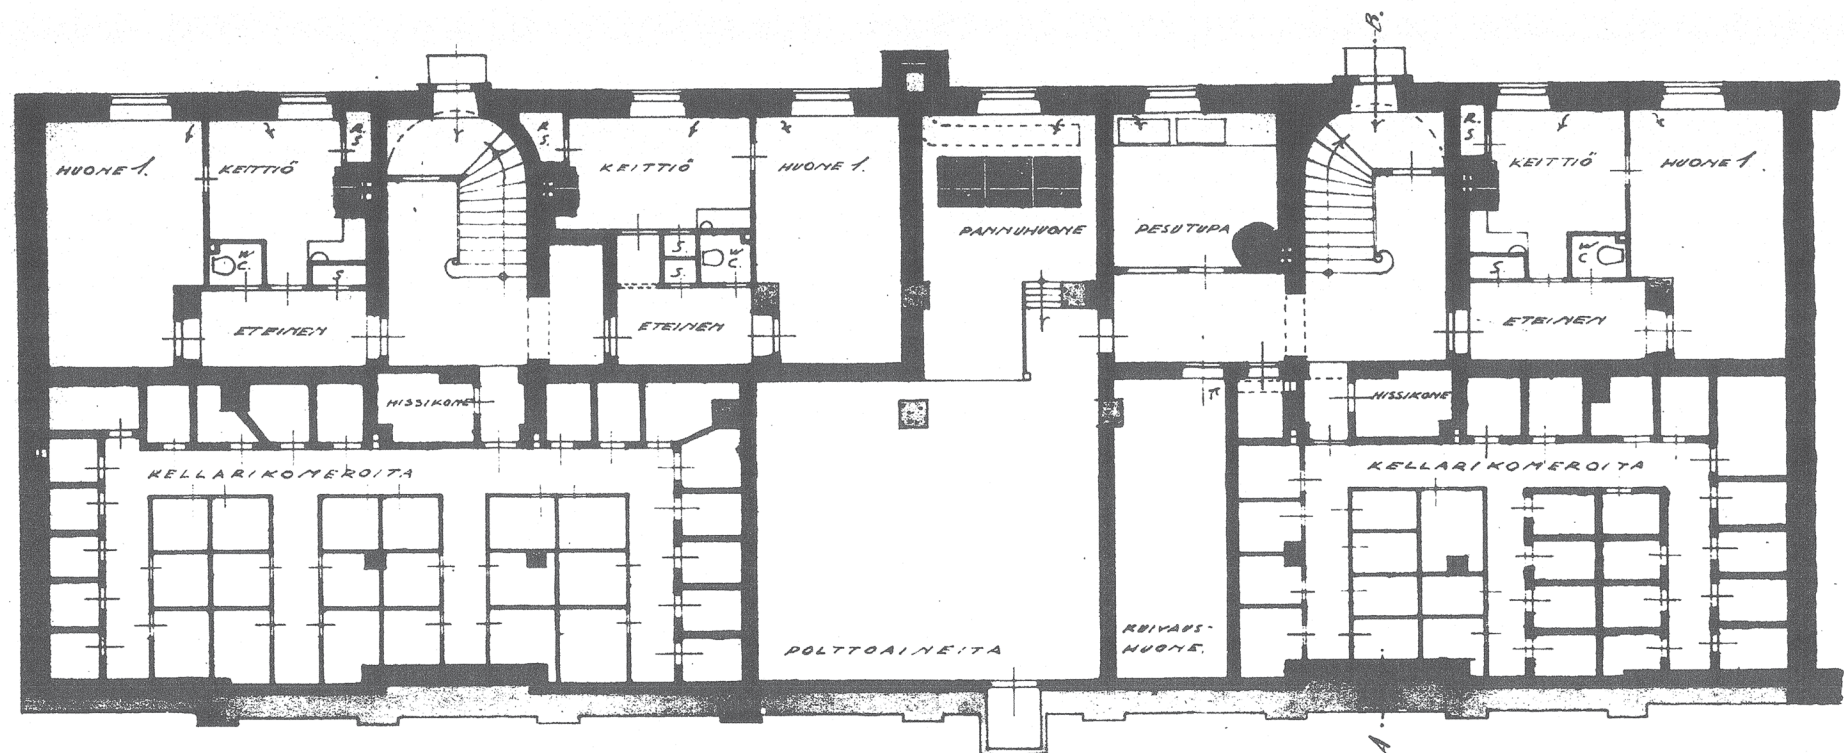 B.
R.
S.
R.
S.
R.
S
HUONE 1.
KEITTIÖ
KEITTIÖ
HUONE 1.
KEITTIÖ
HUONE 1.
PANNUHUONE
PESUTUPA
W
C.
S.
S.
S.
W
C.
S.
W
C.
ETEINEN
ETEINEN
ETEINEN
HISSIKONE
HISSIKONE
KELLARIKOMEROITA
KELLARIKOMEROITA
POLTTOAINEITA
KUIVAUS-
HUONE.
A